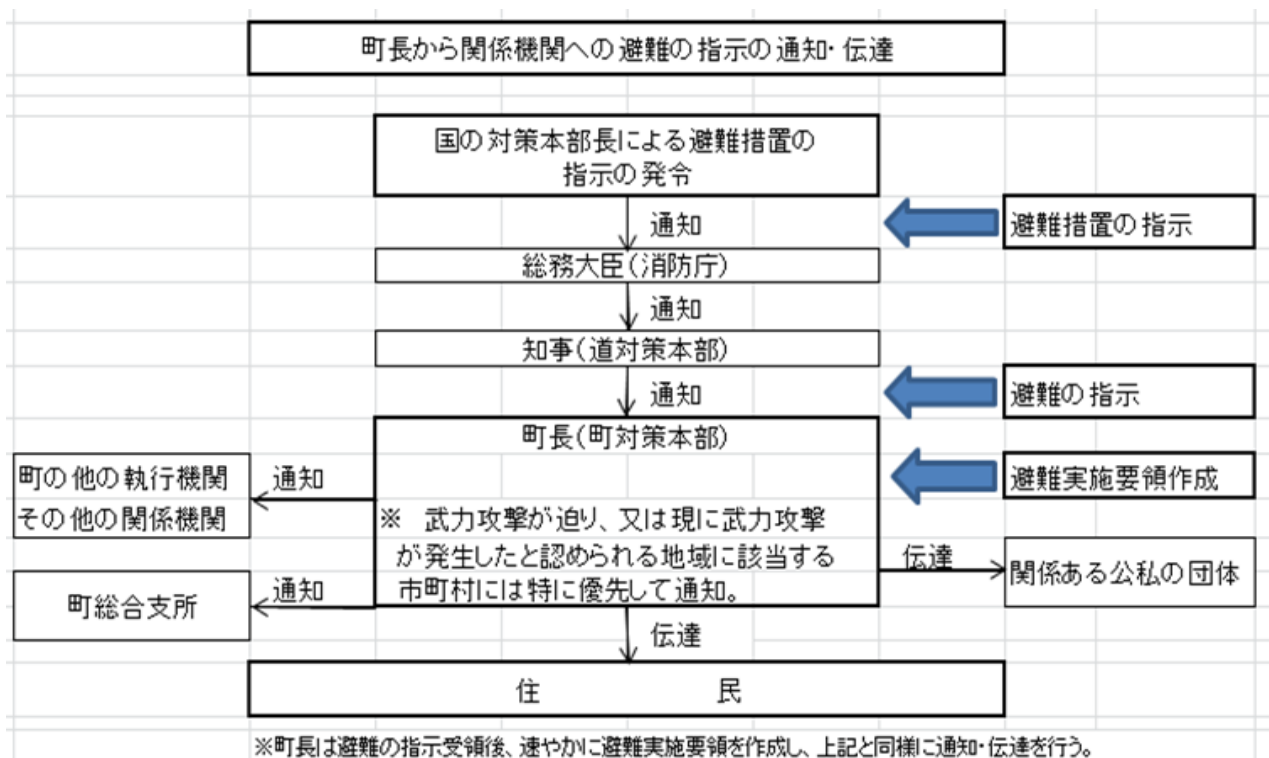 町長から関係機関への避難の指示の通知・伝達
国の対策本部長による避難措置の
指示の発令
通知
避難措置の指示
総務大臣(消防庁)
通知
知事(道対策本部)
通知
避難の指示
町長(町対策本部)
町の他の執行機関
その他の関係機関
通知
避難実施要領作成
※ 武力攻撃が迫り、又は現に武力攻撃
が発生したと認められる地域に該当する
市町村には特に優先して通知。
伝達
関係ある公私の団体
町総合支所
通知
伝達
住 民
※町長は避難の指示受領後、速やかに避難実施要領を作成し、上記と同様に通知・伝達を行う。